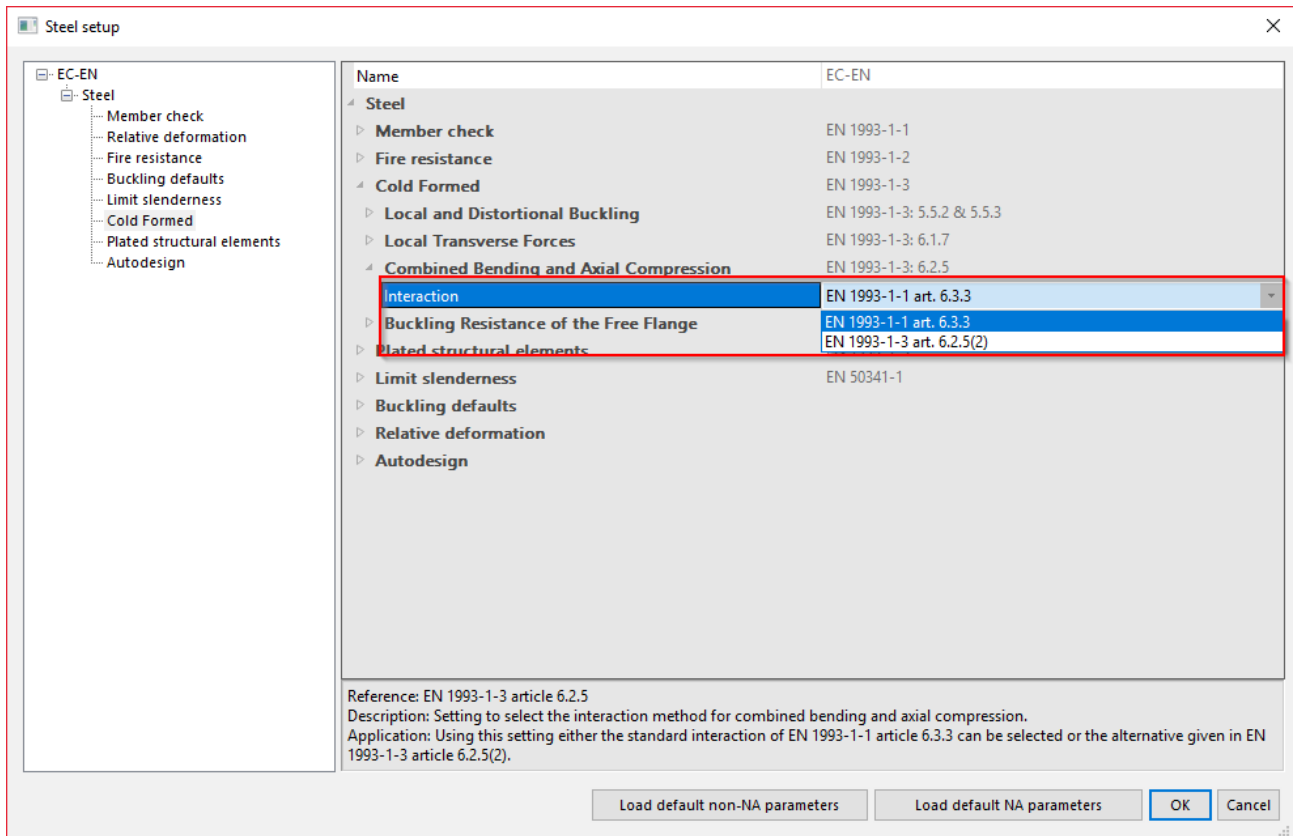 Steel setup
EC-EN
Steel
Member check
Relative deformation
Fire resistance
Buckling defaults
Limit slenderness
Cold Formed
Plated structural elements
Autodesign
Name EC-EN
Steel
Member check EN 1993-1-1
Fire resistance EN 1993-1-2
Cold Formed EN 1993-1-3
Local and Distortional Buckling EN 1993-1-3: 5.5.2 & 5.5.3
Local Transverse Forces EN 1993-1-3: 6.1.7
Combined Bending and Axial Compression EN 1993-1-3: 6.2.5
Interaction EN 1993-1-1 art. 6.3.3
Buckling Resistance of the Free Flange EN 1993-1-1 art. 6.3.3
Plated structural elements EN 1993-1-3 art. 6.2.5(2)
Limit slenderness EN 50341-1
Buckling defaults
Relative deformation
Autodesign
Reference: EN 1993-1-3 article 6.2.5
Description: Setting to select the interaction method for combined bending and axial compression.
Application: Using this setting either the standard interaction of EN 1993-1-1 article 6.3.3 can be selected or the alternative given in EN
1993-1-3 article 6.2.5(2).
Load default non-NA parameters Load default NA parameters OK Cancel